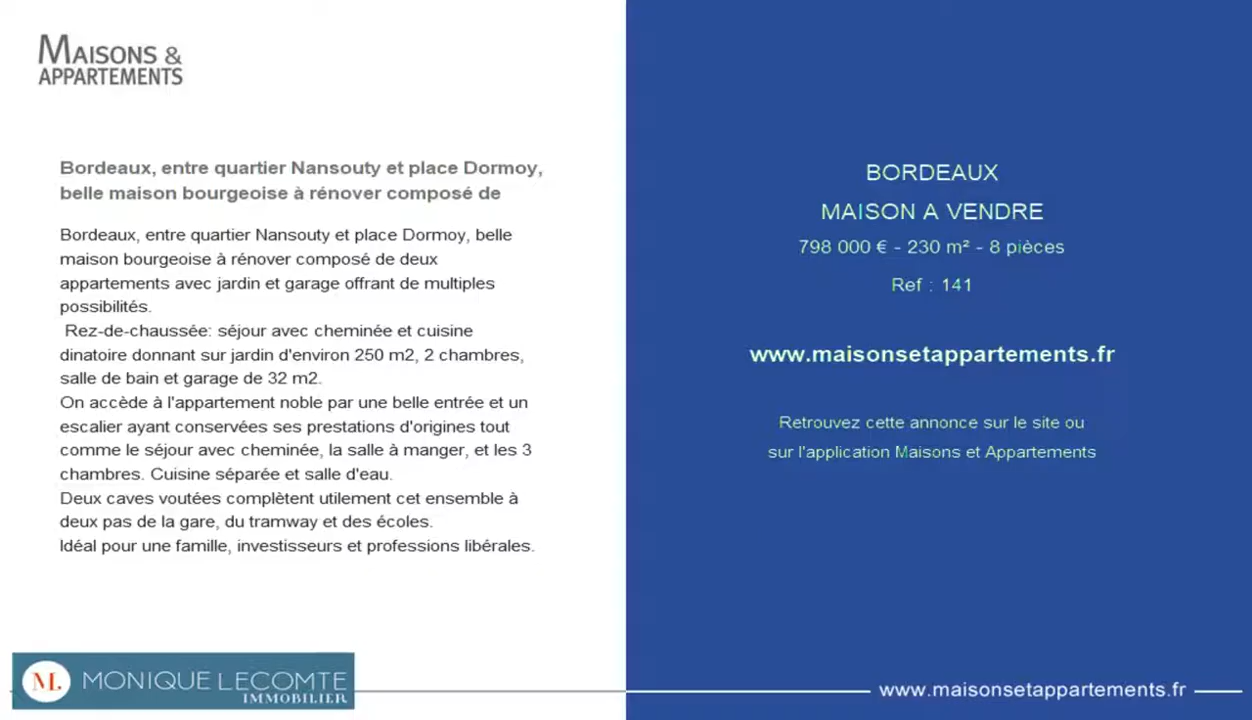 MAISONS &
APPARTEMENTS
Bordeaux, entre quartier Nansouty et place Dormoy,
belle maison bourgeoise à rénover composé de
Bordeaux, entre quartier Nansouty et place Dormoy, belle
maison bourgeoise à rénover composé de deux
appartements avec jardin et garage offrant de multiples
possibilités.
Rez-de-chaussée: séjour avec cheminée et cuisine
dinatoire donnant sur jardin d'environ 250 m2, 2 chambres,
salle de bain et garage de 32 m2.
On accède à l'appartement noble par une belle entrée et un
escalier ayant conservées ses prestations d'origines tout
comme le séjour avec cheminée, la salle à manger, et les 3
chambres. Cuisine séparée et salle d'eau.
Deux caves voutées complètent utilement cet ensemble à
deux pas de la gare, du tramway et des écoles.
Idéal pour une famille, investisseurs et professions libérales.
ML MONIQUE LECOMTE
IMMOBILIER
BORDEAUX
MAISON A VENDRE
798 000 € - 230 m² - 8 pièces
Ref : 141
www.maisonsetappartements.fr
Retrouvez cette annonce sur le site ou
sur l'application Maisons et Appartements
www.maisonsetappartements.fr